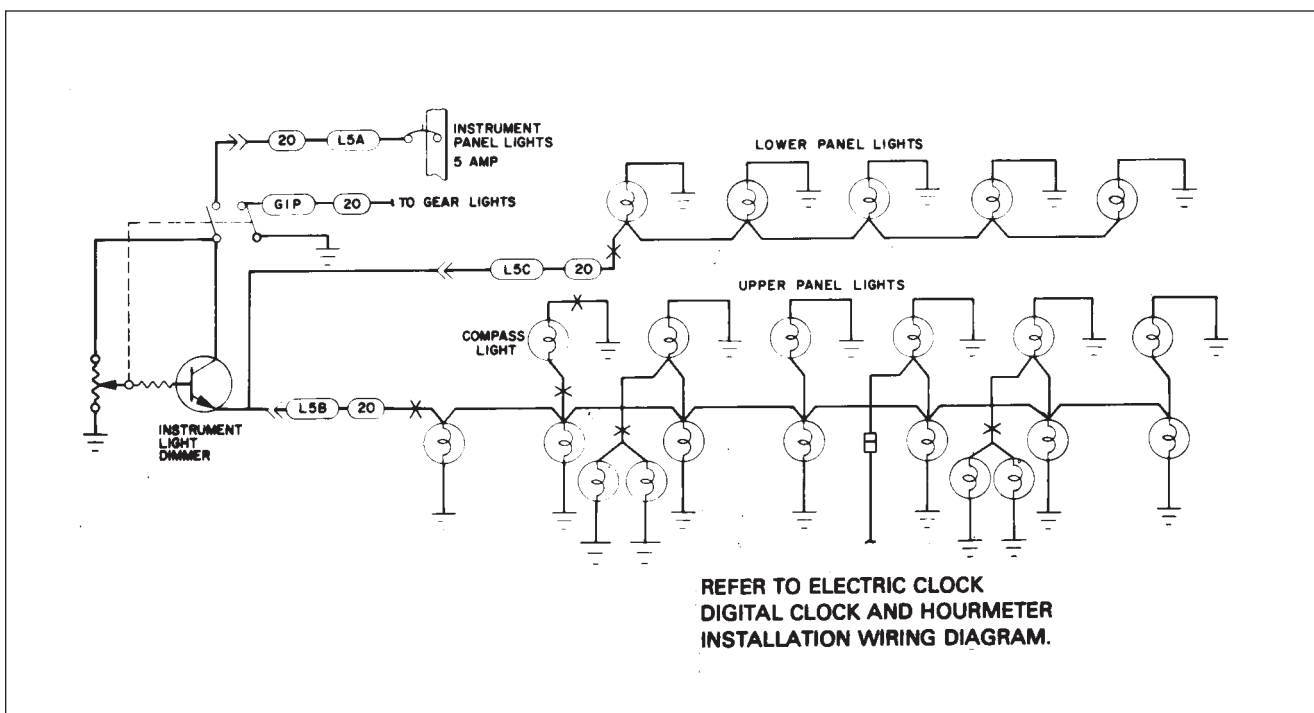 INSTRUMENT
PANEL LIGHTS
5 AMP
20
L5A
LOWER PANEL LIGHTS
GIP
20
TO GEAR LIGHTS
L5C
20
UPPER PANEL LIGHTS
COMPASS
LIGHT
L5B
20
INSTRUMENT
LIGHT
DIMMER
REFER TO ELECTRIC CLOCK
DIGITAL CLOCK AND HOURMETER
INSTALLATION WIRING DIAGRAM.